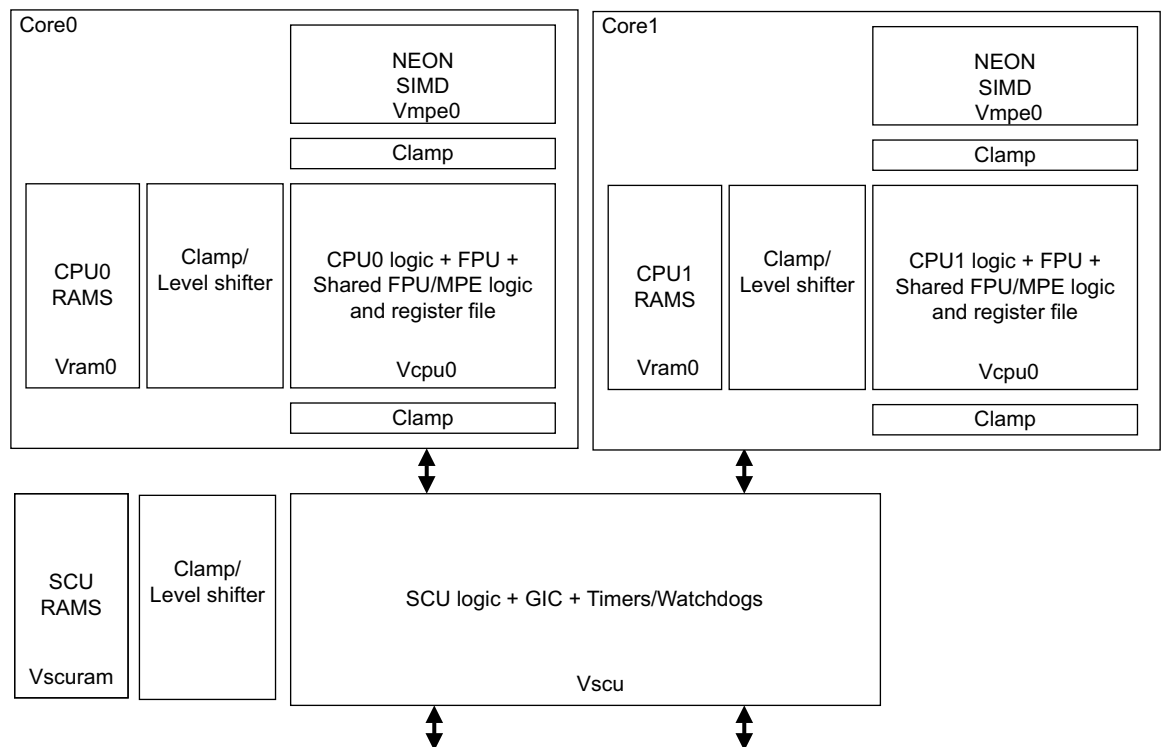 Core0
NEON
SIMD
Vmpe0
Clamp
CPU0
RAMS
Vram0
Clamp/
Level shifter
CPU0 logic + FPU +
Shared FPU/MPE logic
and register file
Vcpu0
Clamp
Core1
NEON
SIMD
Vmpe0
Clamp
CPU1
RAMS
Vram0
Clamp/
Level shifter
CPU1 logic + FPU +
Shared FPU/MPE logic
and register file
Vcpu0
Clamp
SCU
RAMS
Vscuram
Clamp/
Level shifter
SCU logic + GIC + Timers/Watchdogs
Vscu